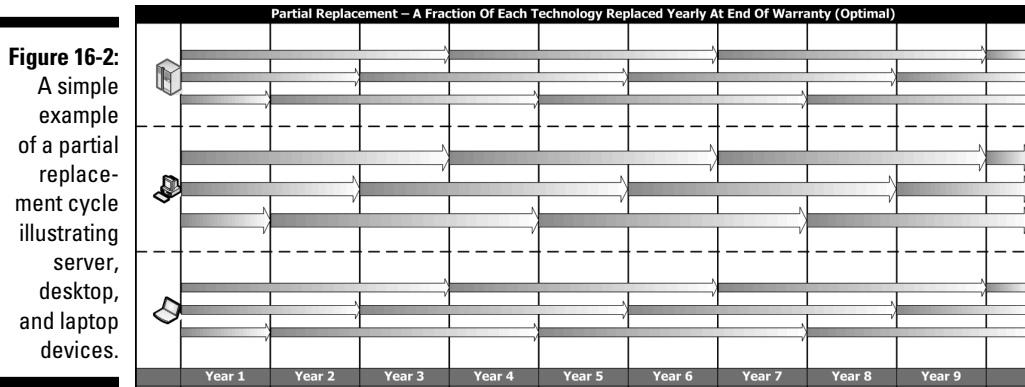 Partial Replacement – A Fraction Of Each Technology Replaced Yearly At End Of Warranty (Optimal)
Figure 16-2:
A simple
example
of a partial
replace-
ment cycle
illustrating
server,
desktop,
and laptop
devices.
Year 1 Year 2 Year 3 Year 4 Year 5 Year 6 Year 7 Year 8 Year 9